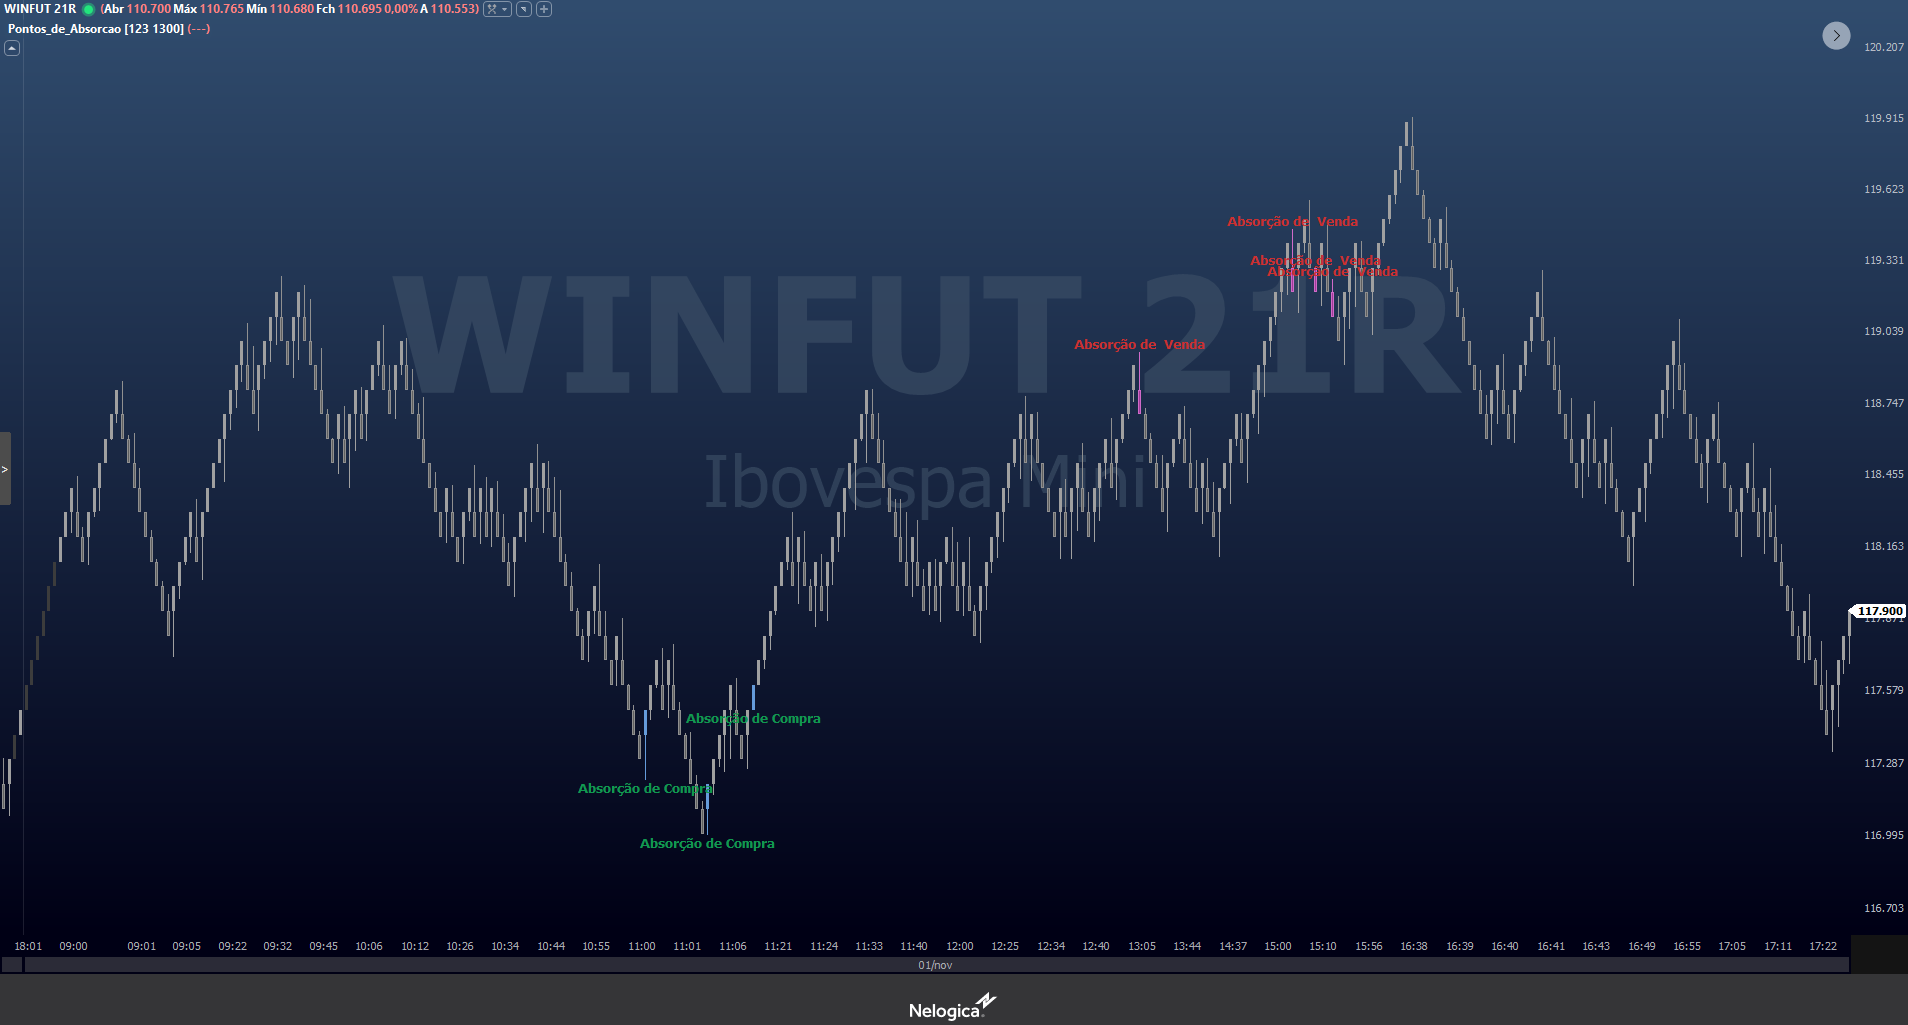 WINFUT 21R (Abr 110.700 Máx 110.765 Mín 110.680 Fch 110.695 0,00% A 110.553)
Pontos_de_Absorcao [123 1300] (---)
120.207
119.915
119.623
119.331
119.039
118.747
118.455
118.163
117.900
117.871
117.579
117.287
116.995
116.703
WINFUT 21R
Ibovespa Mini
Absorção de Venda
Absorção de Venda
Absorção de Venda
Absorção de Venda
Absorção de Compra
Absorção de Compra
Absorção de Compra
18:01 09:00 09:01 09:05 09:22 09:32 09:45 10:06 10:12 10:26 10:34 10:44 10:55 11:00 11:01 11:06 11:21 11:24 11:33 11:40 12:00 12:25 12:34 12:40 13:05 13:44 14:37 15:00 15:10 15:56 16:38 16:39 16:40 16:41 16:43 16:49 16:55 17:05 17:11 17:22
01/nov
Nelogica